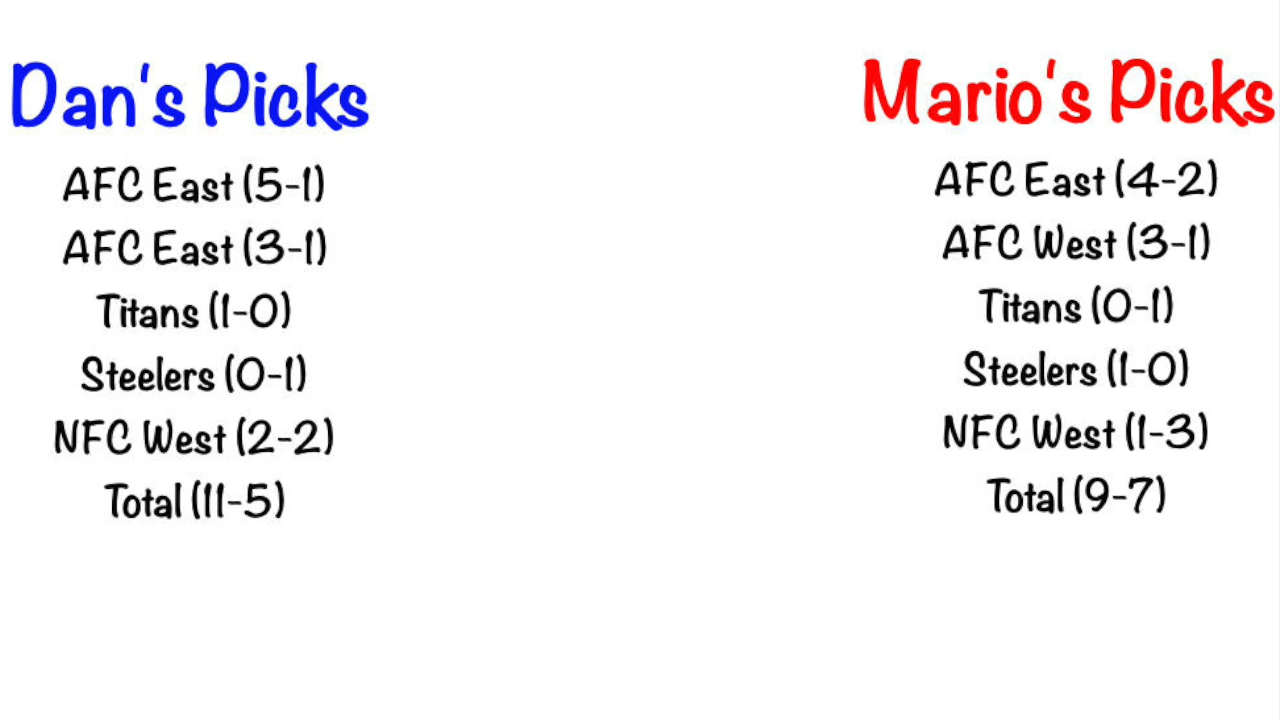 Dan's Picks
AFC East (5-1)
AFC East (3-1)
Titans (1-0)
Steelers (0-1)
NFC West (2-2)
Total (11-5)
Mario's Picks
AFC East (4-2)
AFC West (3-1)
Titans (0-1)
Steelers (1-0)
NFC West (1-3)
Total (9-7)